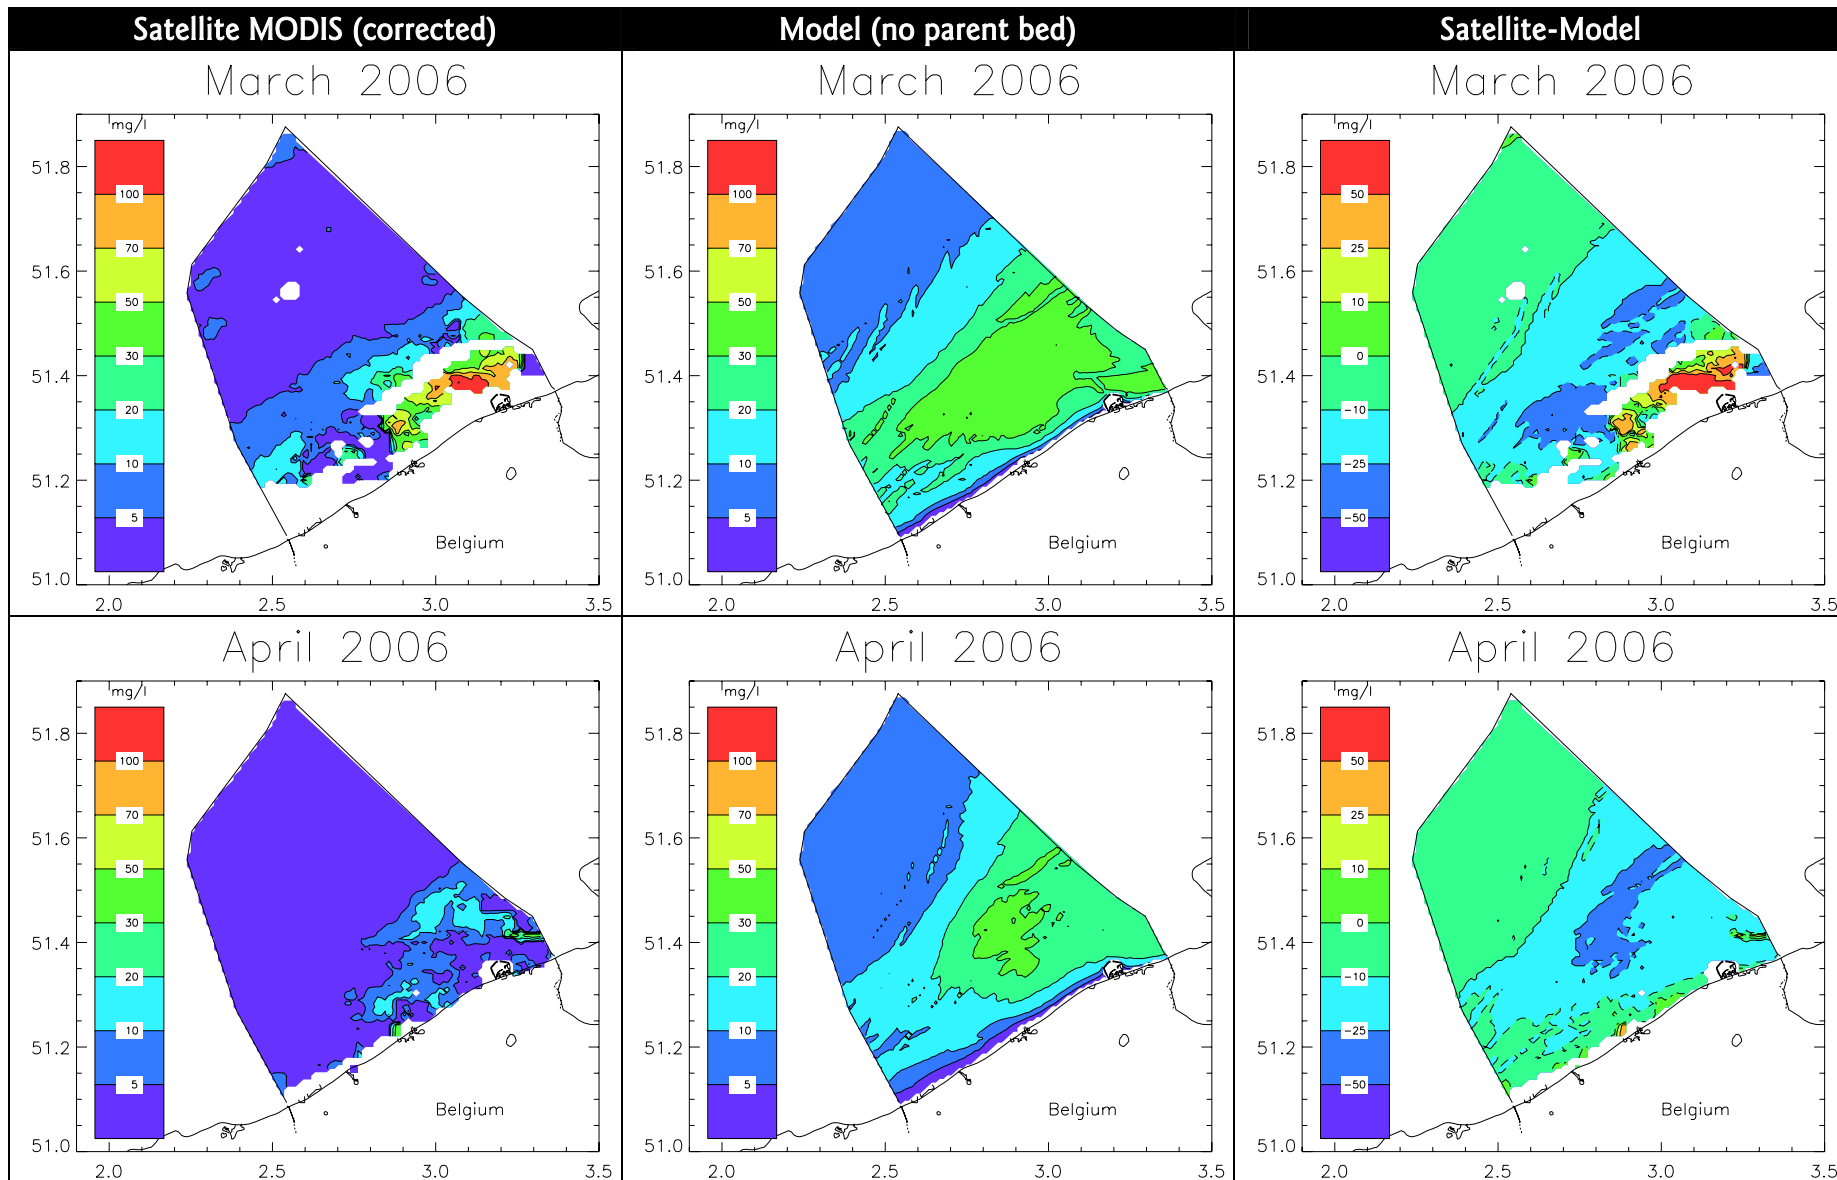 Satellite MODIS (corrected) Model (no parent bed) Satellite-Model
March 2006 March 2006 March 2006
mg/l mg/l mg/l
51.8 51.8 51.8
100 100 50
70 70 25
51.6 51.6 51.6
50 50 10
30 30 0
51.4 51.4 51.4
20 20 -10
10 10 -25
51.2 51.2 51.2
5 5 -50
Belgium Belgium Belgium
51.0 51.0 51.0
2.0 2.5 3.0 3.5 2.0 2.5 3.0 3.5 2.0 2.5 3.0 3.5
April 2006 April 2006 April 2006
mg/l mg/l mg/l
51.8 51.8 51.8
100 100 50
70 70 25
51.6 51.6 51.6
50 50 10
30 30 0
51.4 51.4 51.4
20 20 -10
10 10 -25
51.2 51.2 51.2
5 5 -50
Belgium Belgium Belgium
51.0 51.0 51.0
2.0 2.5 3.0 3.5 2.0 2.5 3.0 3.5 2.0 2.5 3.0 3.5